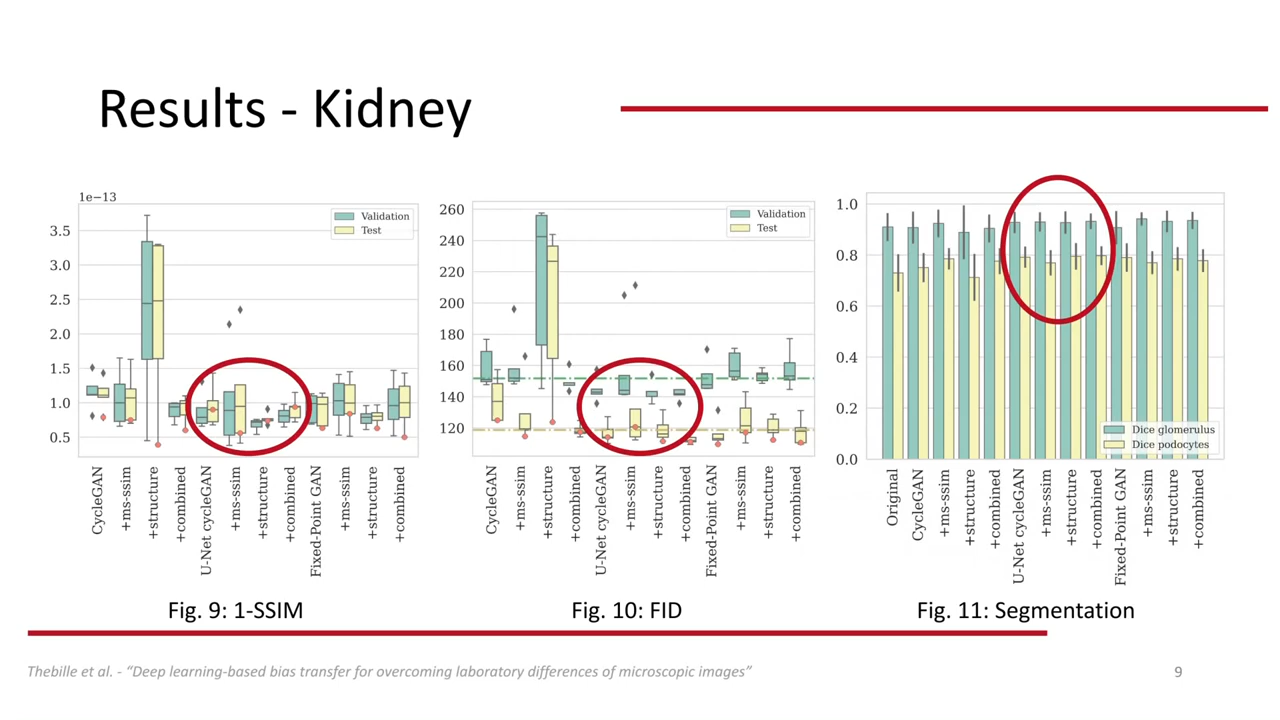 Results - Kidney
1e−13
3.5
3.0
2.5
2.0
1.5
1.0
0.5
Validation
Test
CycleGAN
+ms-ssim
+structure
+combined
U-Net cycleGAN
+ms-ssim
+structure
+combined
Fixed-Point GAN
+ms-ssim
+structure
+combined
Fig. 9: 1-SSIM
260
240
220
200
180
160
140
120
Validation
Test
CycleGAN
+ms-ssim
+structure
+combined
U-Net cycleGAN
+ms-ssim
+structure
+combined
Fixed-Point GAN
+ms-ssim
+structure
+combined
Fig. 10: FID
1.0
0.8
0.6
0.4
0.2
0.0
Dice glomerulus
Dice podocytes
Original
CycleGAN
+ms-ssim
+structure
+combined
U-Net cycleGAN
+ms-ssim
+structure
+combined
Fixed-Point GAN
+ms-ssim
+structure
+combined
Fig. 11: Segmentation
Thebille et al. - “Deep learning-based bias transfer for overcoming laboratory differences of microscopic images”
9